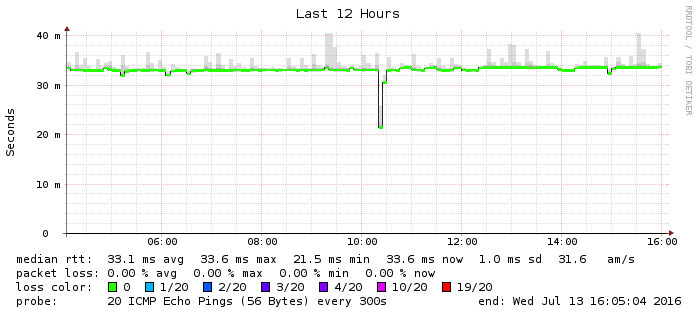 Last 12 Hours
RRDTOOL / TOBI OETIKER
Seconds
40 m
30 m
20 m
10 m
0
06:00 08:00 10:00 12:00 14:00 16:00
median rtt: 33.1 ms avg 33.6 ms max 21.5 ms min 33.6 ms now 1.0 ms sd 31.6 am/s
packet loss: 0.00 % avg 0.00 % max 0.00 % min 0.00 % now
loss color: 0 1/20 2/20 3/20 4/20 10/20 19/20
probe: 20 ICMP Echo Pings (56 Bytes) every 300s end: Wed Jul 13 16:05:04 2016